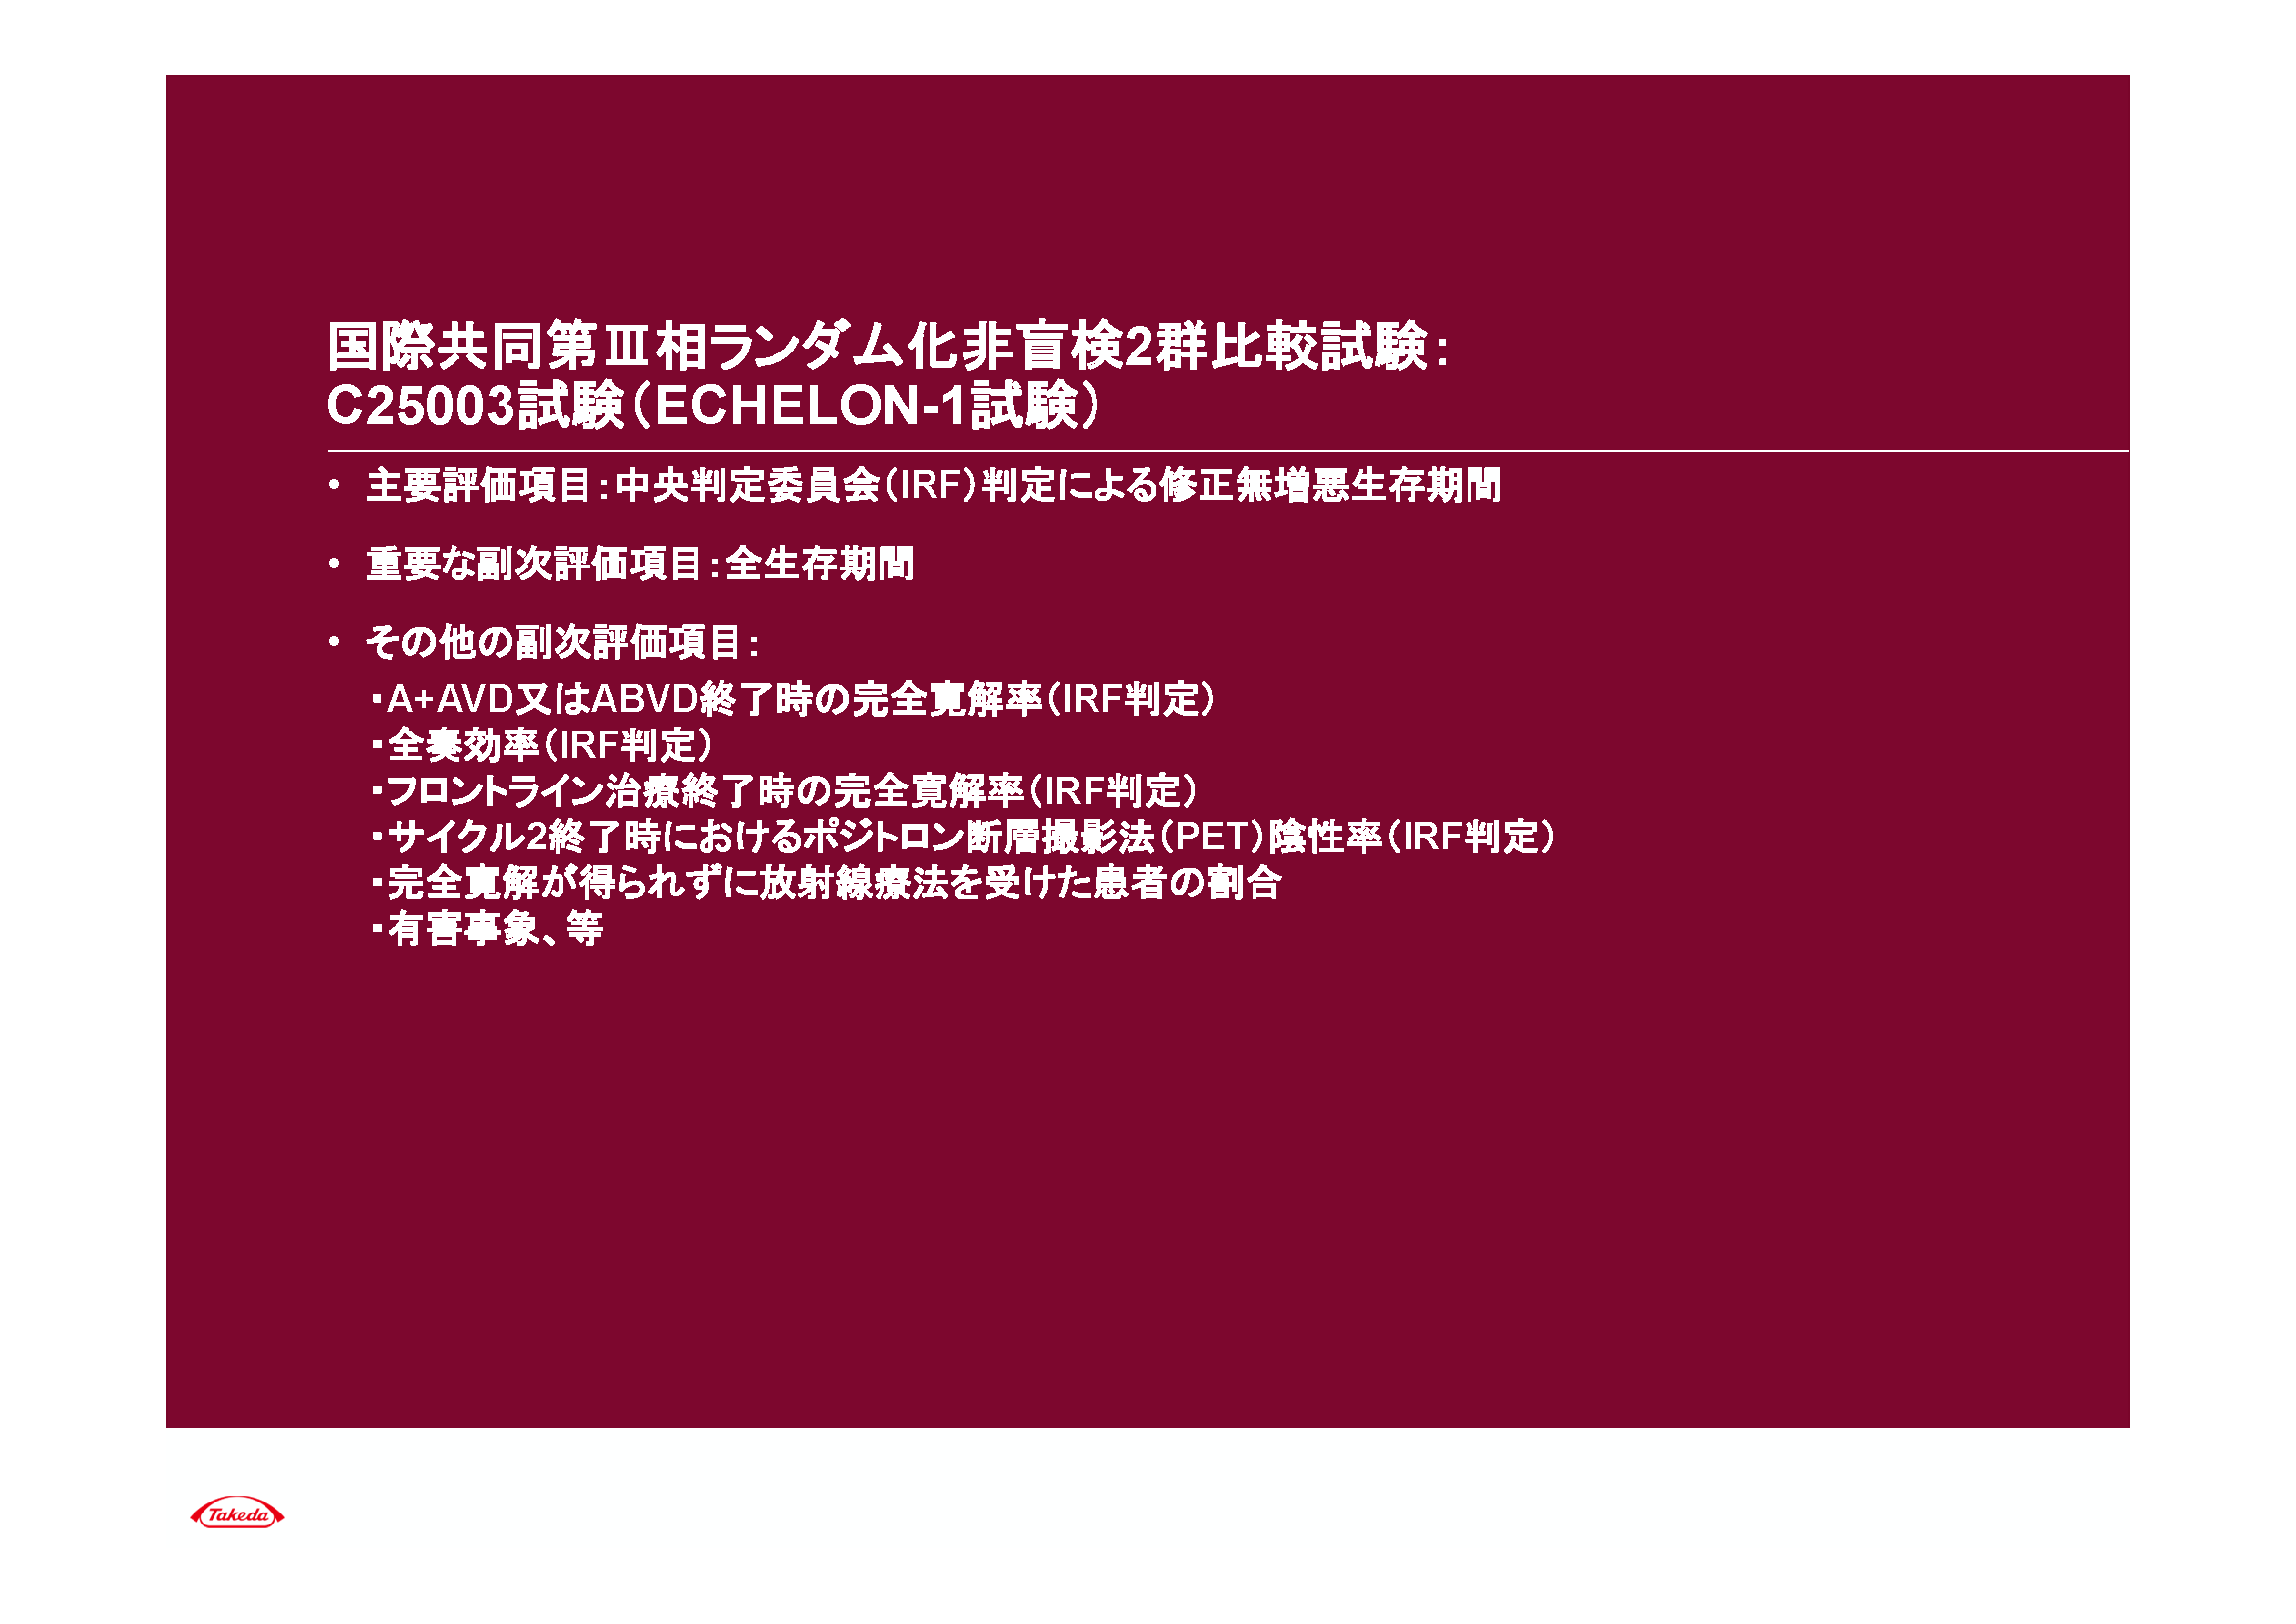 国際共同第Ⅲ相ランダム化非盲検2群比較試験：
C25003試験（ECHELON-1試験）
• 主要評価項目：中央判定委員会（IRF）判定による修正無増悪生存期間
• 重要な副次評価項目：全生存期間
• その他の副次評価項目：
・A+AVD又はABVD終了時の完全寛解率（IRF判定）
・全奏効率（IRF判定）
・フロントライン治療終了時の完全寛解率（IRF判定）
・サイクル2終了時におけるポジトロン断層撮影法（PET）陰性率（IRF判定）
・完全寛解が得られずに放射線療法を受けた患者の割合
・有害事象、等
Takeda